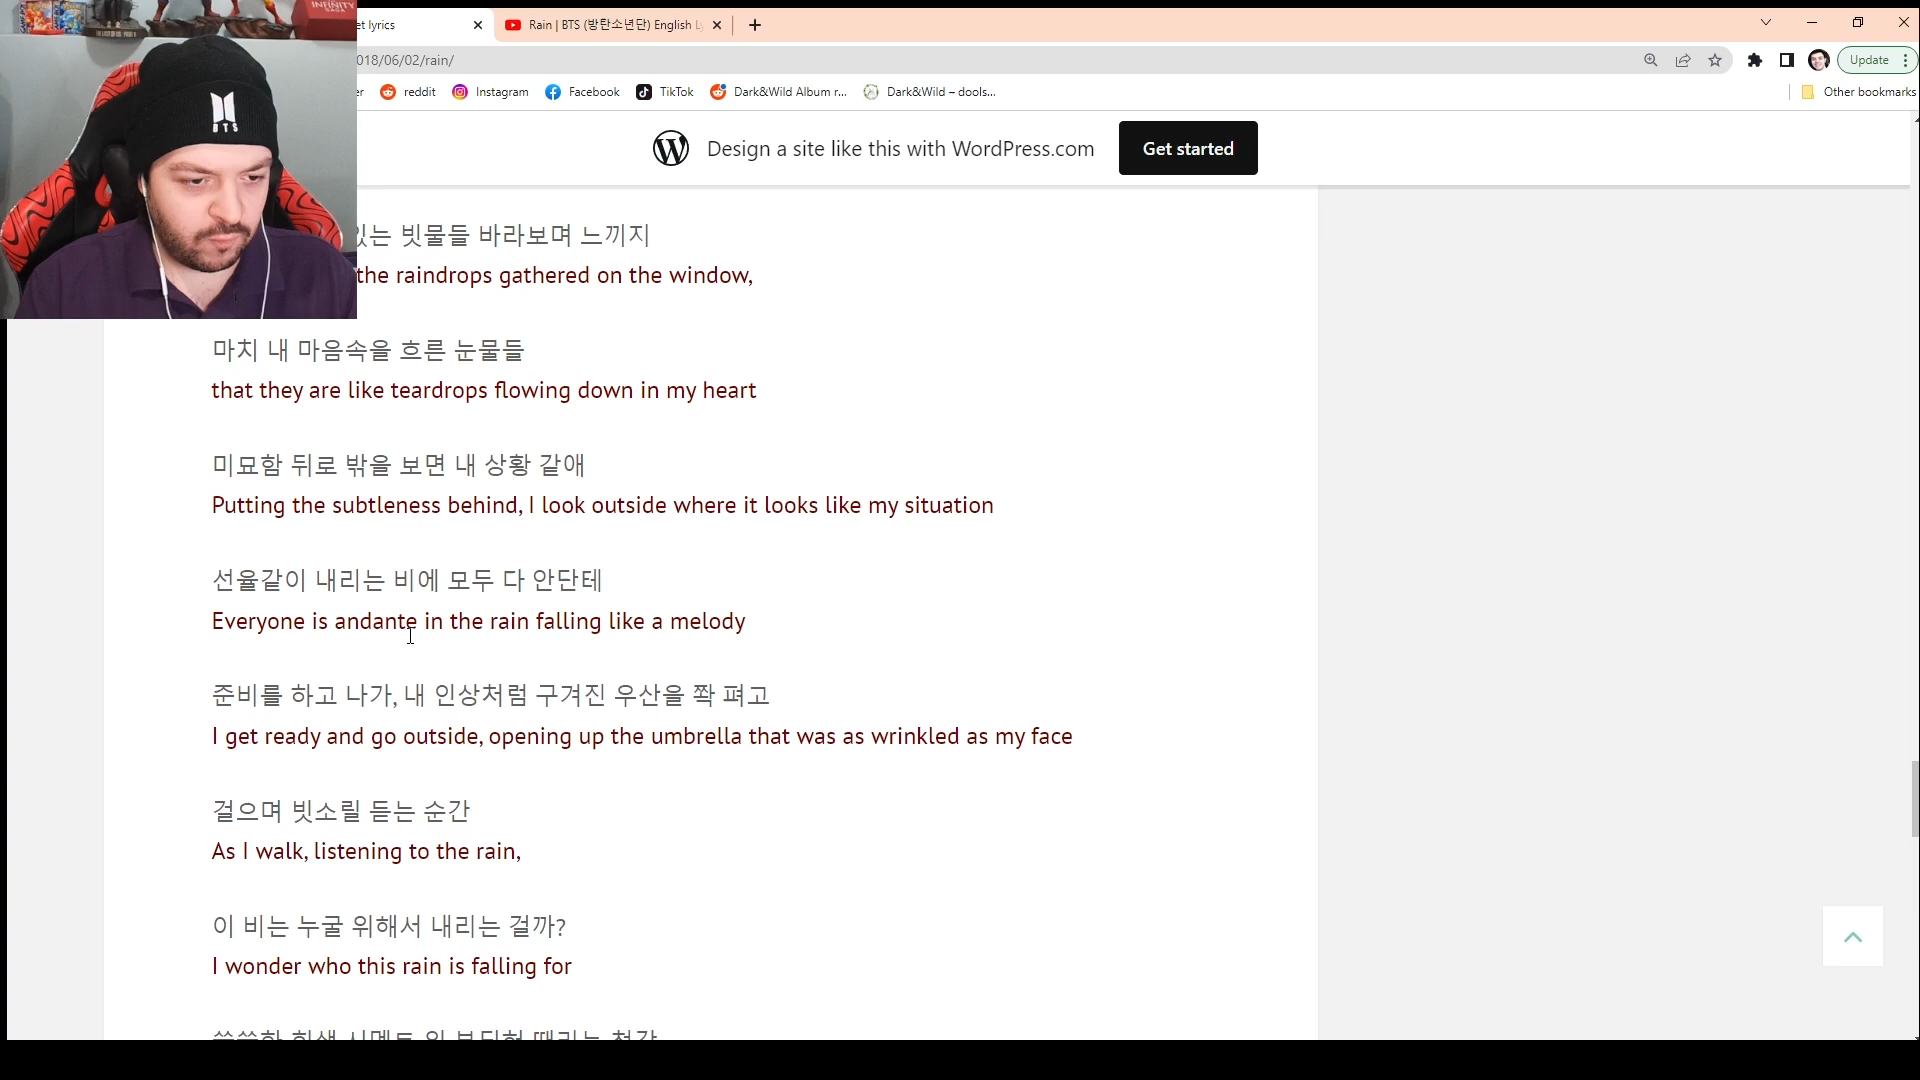 et lyrics
Rain | BTS (방탄소년단) English L
018/06/02/rain/
Update
er
reddit
Instagram
Facebook
TikTok
Dark&Wild Album r...
Dark&Wild – dools...
Other bookmarks
INFINITY
SAGA
BTS
Design a site like this with WordPress.com
Get started
있는 빗물들 바라보며 느끼지
the raindrops gathered on the window,
마치 내 마음속을 흐른 눈물들
that they are like teardrops flowing down in my heart
미묘함 뒤로 밖을 보면 내 상황 같애
Putting the subtleness behind, I look outside where it looks like my situation
선율같이 내리는 비에 모두 다 안단테
Everyone is andante in the rain falling like a melody
준비를 하고 나가, 내 인상처럼 구겨진 우산을 쫙 펴고
I get ready and go outside, opening up the umbrella that was as wrinkled as my face
걸으며 빗소릴 듣는 순간
As I walk, listening to the rain,
이 비는 누굴 위해서 내리는 걸까?
I wonder who this rain is falling for